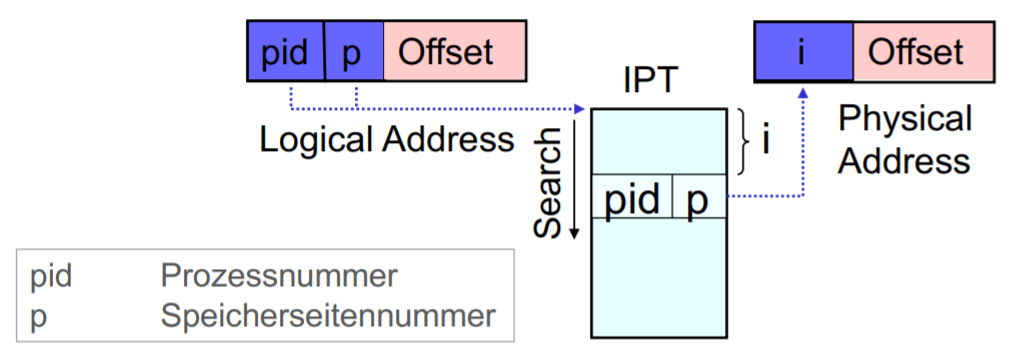 pid p Offset
i Offset
IPT
Logical Address
Physical
Address
i
Search
pid p
pid Prozessnummer
p Speicherseitennummer